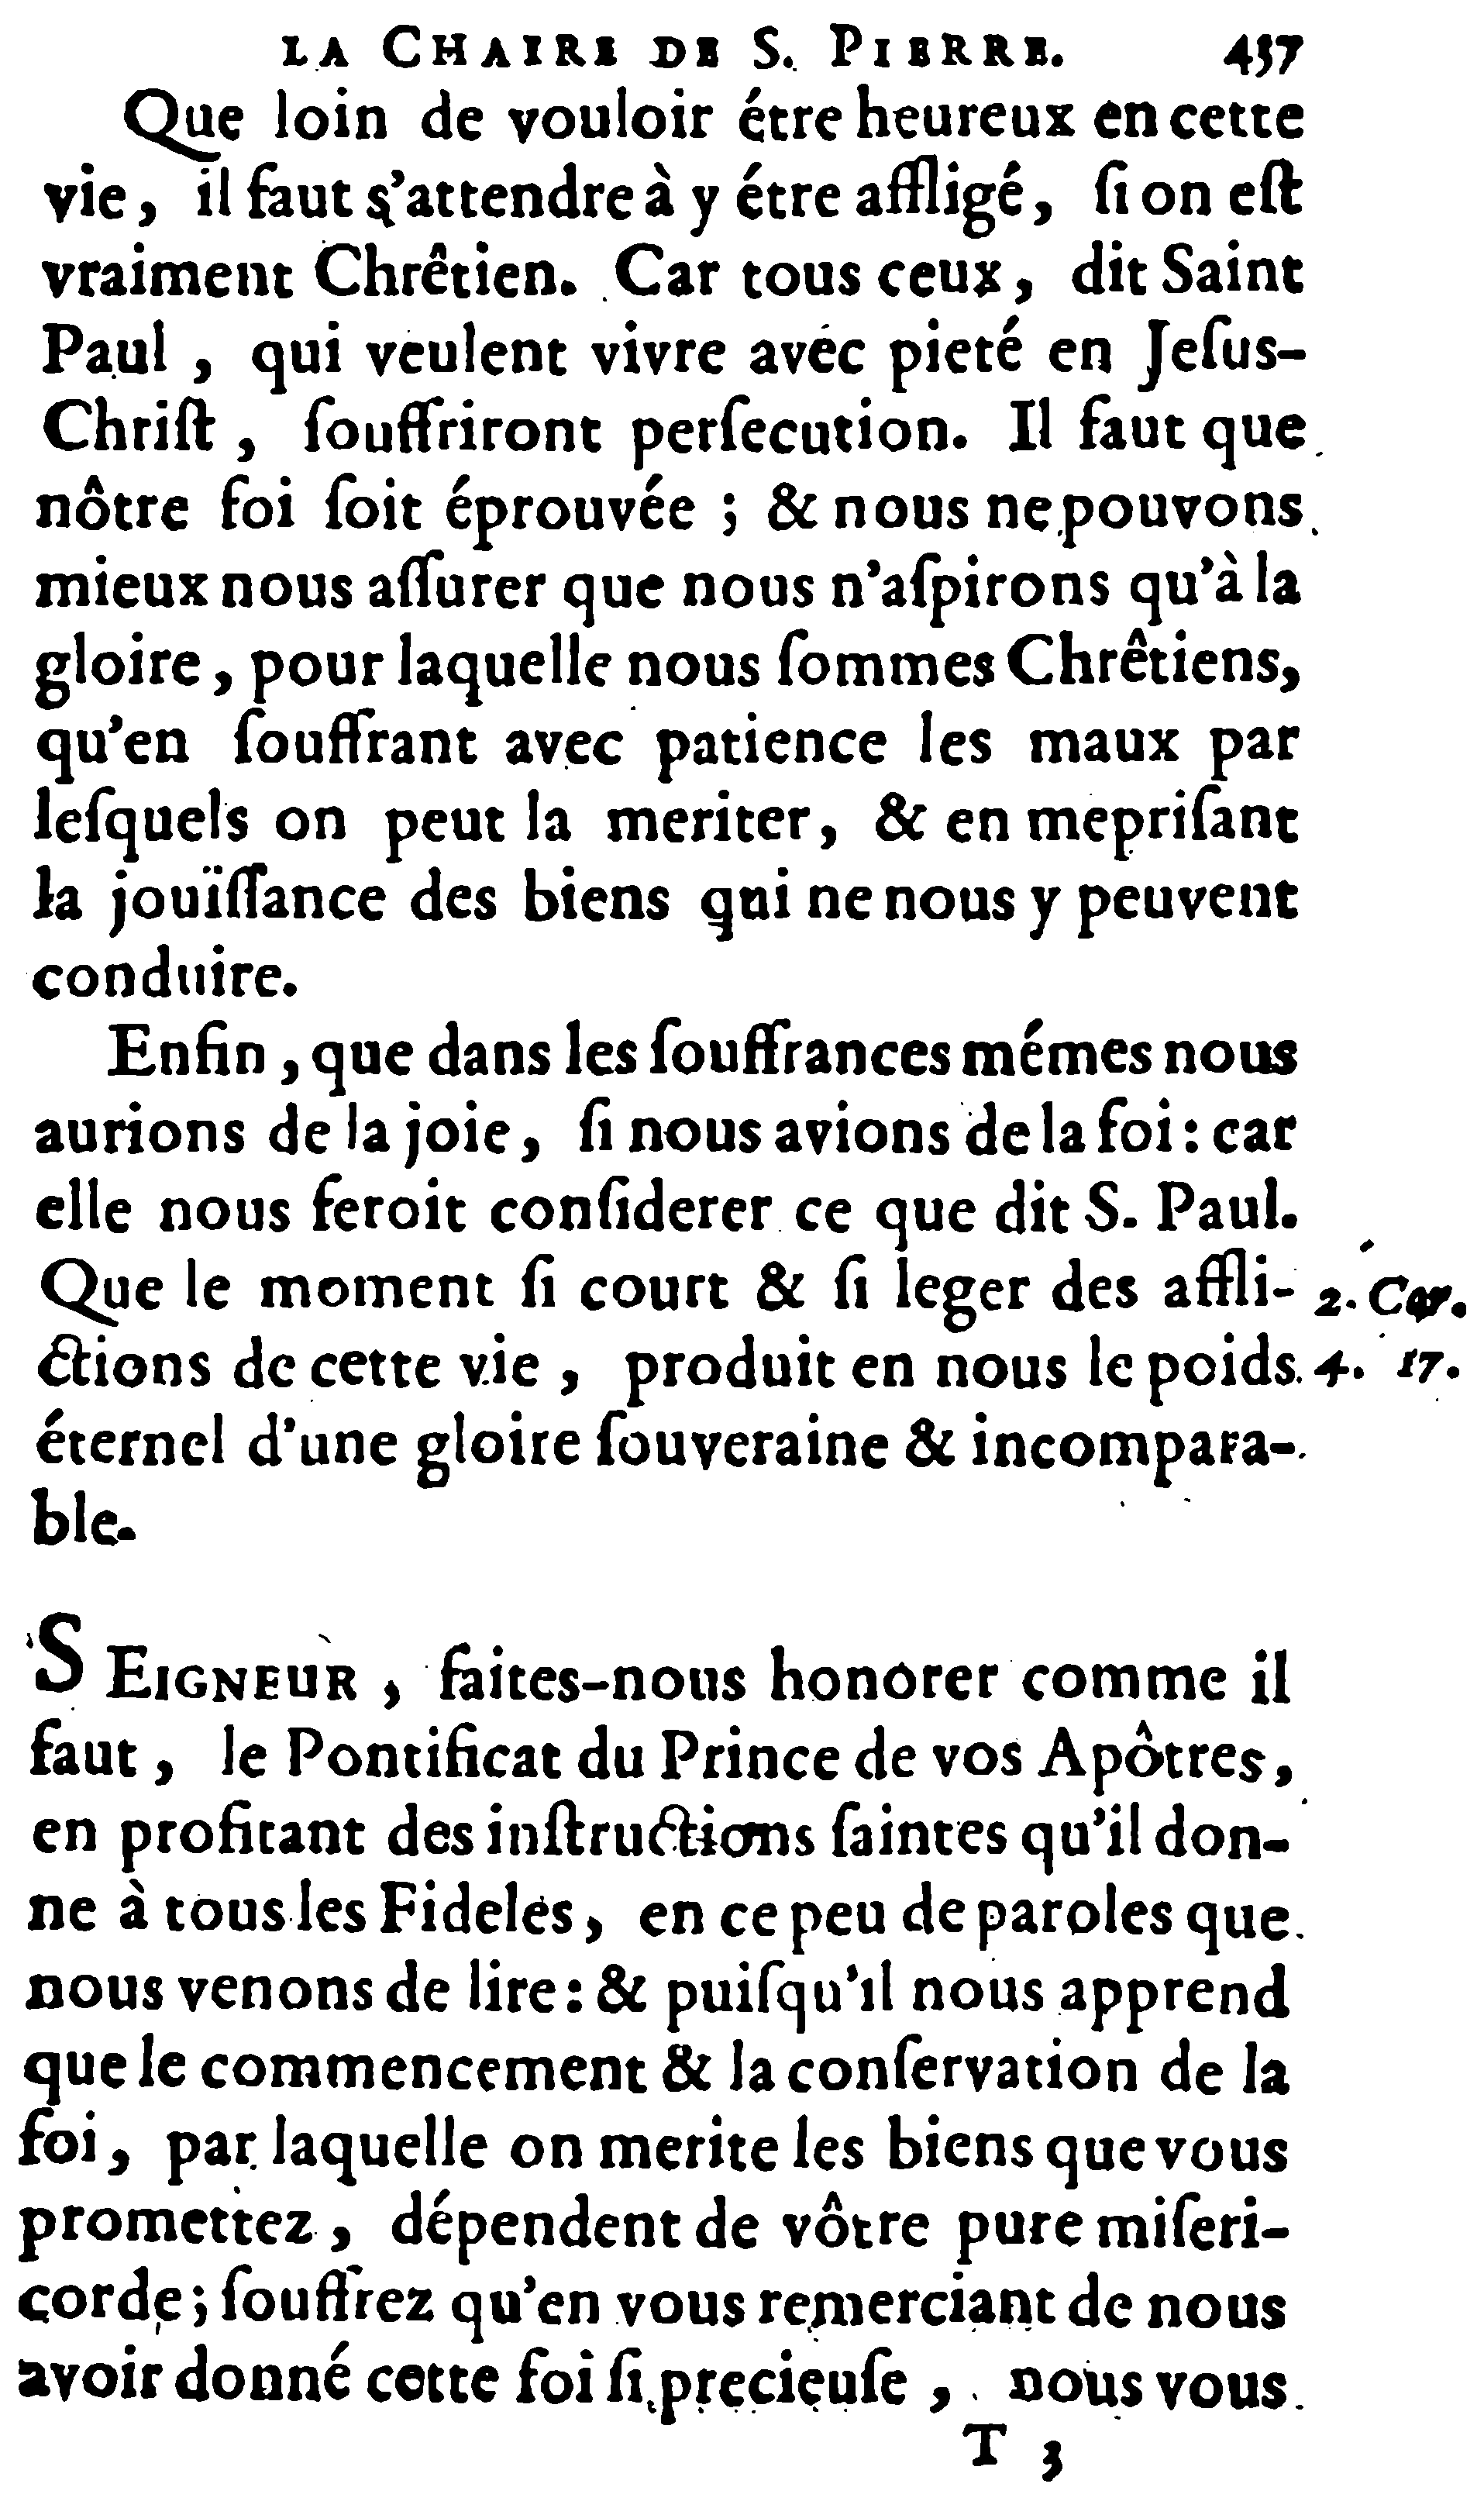 LA CHAIRE DE S. PIERRE. 437
Que loin de vouloir étre heureux en cette
vie, il faut s'attendre à y étre affligé, ſi on eſt
vraiment Chrêtien. Car tous ceux, dit Saint
Paul, qui veulent vivre avec pieté en Jeſus-
Chriſt, ſouffriront perſecution. Il faut que
nôtre foi ſoit éprouvée ; & nous ne pouvons
mieux nous aſſurer que nous n'aſpirons qu'à la
gloire, pour laquelle nous ſommes Chrêtiens,
qu'en ſouffrant avec patience les maux par
leſquels on peut la meriter, & en mepriſant
la jouïſſance des biens qui ne nous y peuvent
conduire.
Enfin, que dans les ſouffrances mémes nous
aurions de la joie, ſi nous avions de la foi : car
elle nous feroit conſiderer ce que dit S. Paul.
Que le moment ſi court & ſi leger des affli- 2. Cor.
ctions de cette vie, produit en nous le poids 4. 17.
éternel d'une gloire ſouveraine & incompara-
ble.
SEIGNEUR, faites-nous honorer comme il
faut, le Pontificat du Prince de vos Apôtres,
en profitant des inſtructions ſaintes qu'il don-
ne à tous les Fideles, en ce peu de paroles que
nous venons de lire : & puiſqu'il nous apprend
que le commencement & la conſervation de la
foi, par laquelle on merite les biens que vous
promettez, dépendent de vôtre pure miſeri-
corde ; ſouffrez qu'en vous remerciant de nous
avoir donné cette foi ſi precieuſe, nous vous
T 3